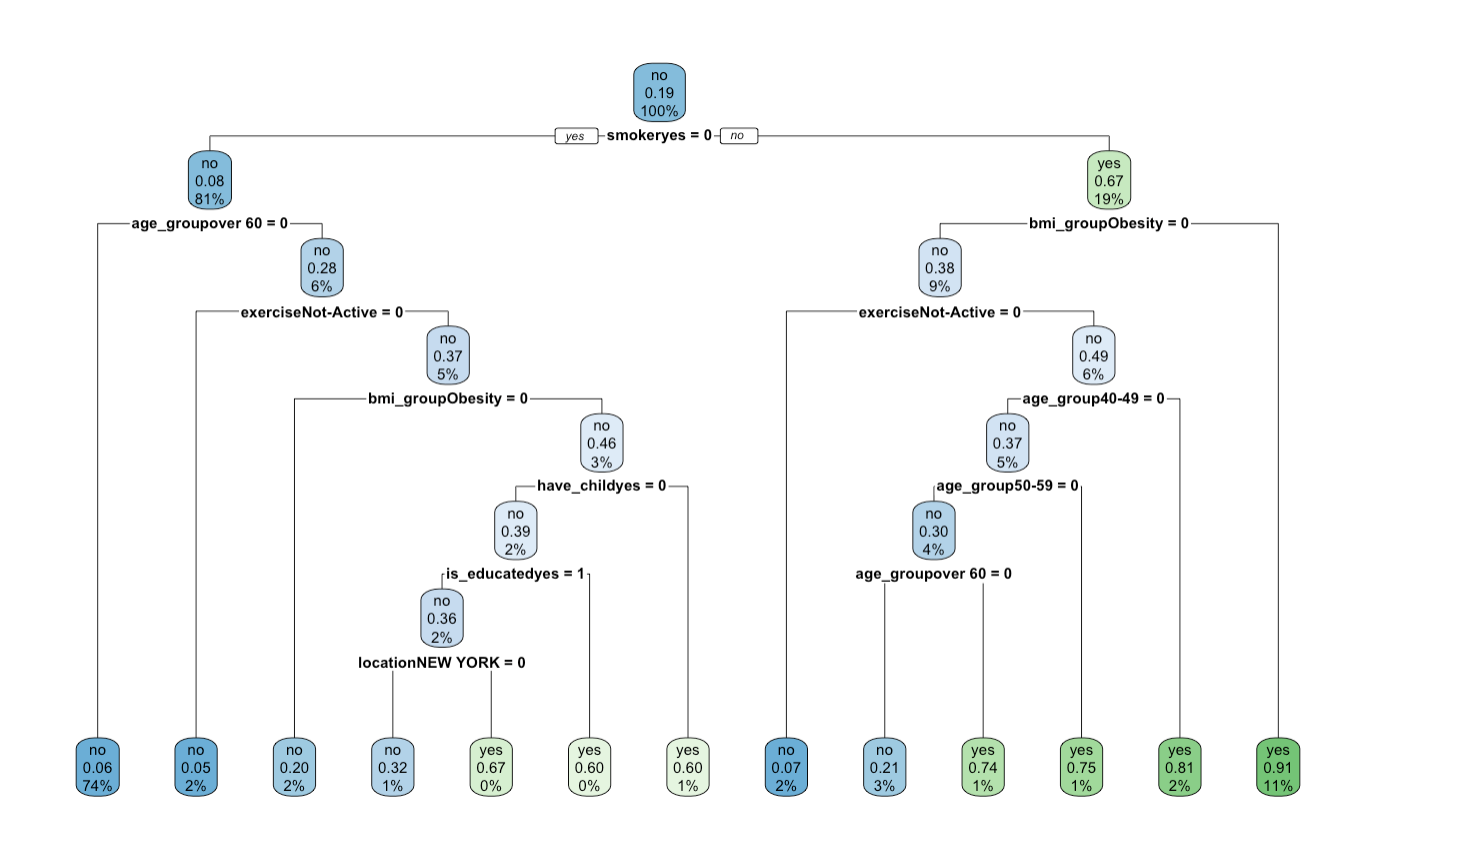 no
0.19
100%
yes smokeryes = 0 no
no
0.08
81%
yes
0.67
19%
age_groupover 60 = 0
bmi_groupObesity = 0
no
0.28
6%
no
0.38
9%
exerciseNot-Active = 0
exerciseNot-Active = 0
no
0.37
5%
no
0.49
6%
bmi_groupObesity = 0
age_group40-49 = 0
no
0.46
3%
no
0.37
5%
have_childyes = 0
age_group50-59 = 0
no
0.39
2%
no
0.30
4%
is_educatedyes = 1
age_groupover 60 = 0
no
0.36
2%
locationNEW YORK = 0
no
0.06
74%
no
0.05
2%
no
0.20
2%
no
0.32
1%
yes
0.67
0%
yes
0.60
0%
yes
0.60
1%
no
0.07
2%
no
0.21
3%
yes
0.74
1%
yes
0.75
1%
yes
0.81
2%
yes
0.91
11%